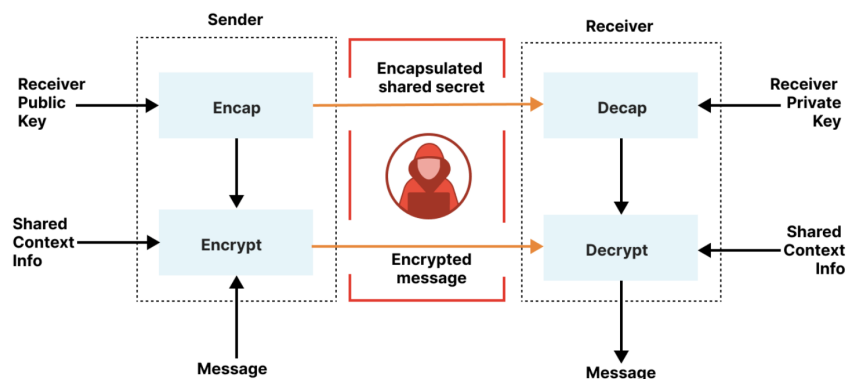 Sender
Receiver
Receiver
Public
Key
Encap
Encapsulated
shared secret
Decap
Receiver
Private
Key
Shared
Context
Info
Encrypt
Encrypted
message
Decrypt
Shared
Context
Info
Message
Message